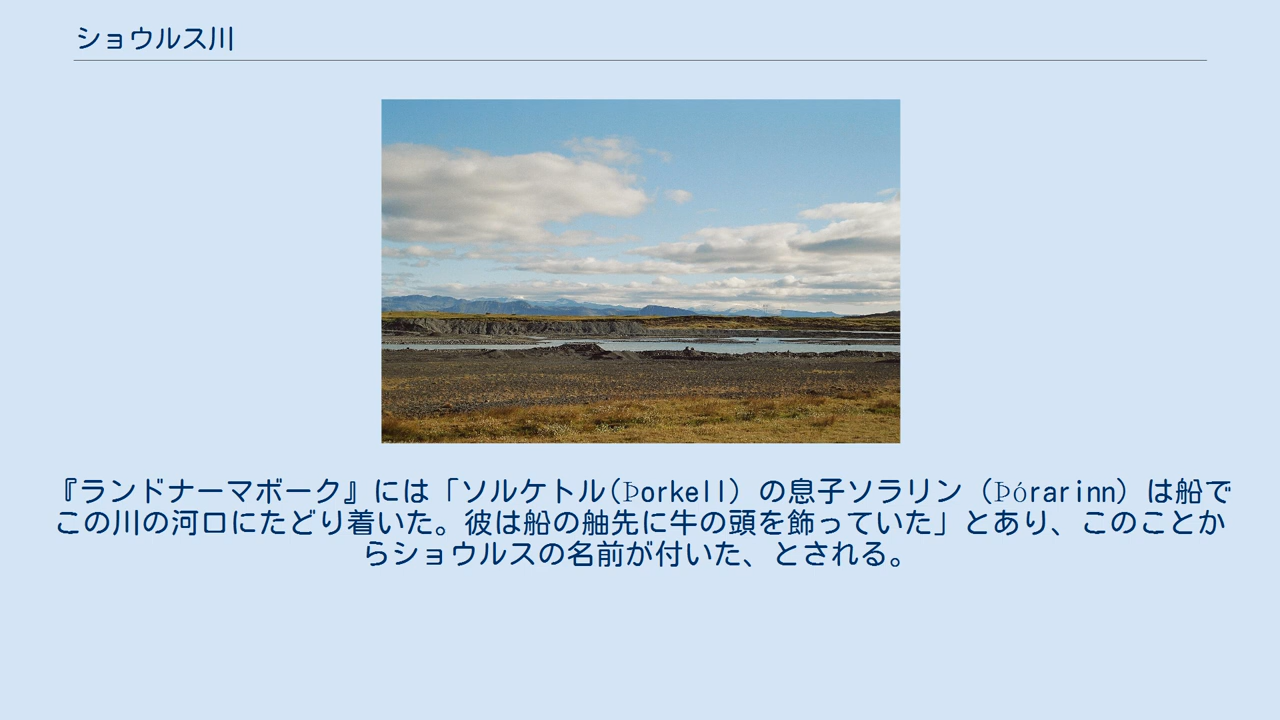 ショウルス川
『ランドナーマボーク』には「ソルケトル(Þorkell) の息子ソラリン (Þórarinn) は船で
この川の河口にたどり着いた。彼は船の舳先に牛の頭を飾っていた」とあり、このことか
らショウルスの名前が付いた、とされる。